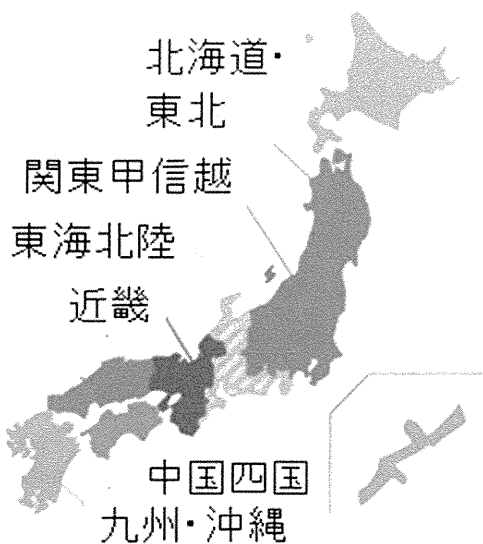 北海道・
東北
関東甲信越
東海北陸
近畿
中国四国
九州・沖縄